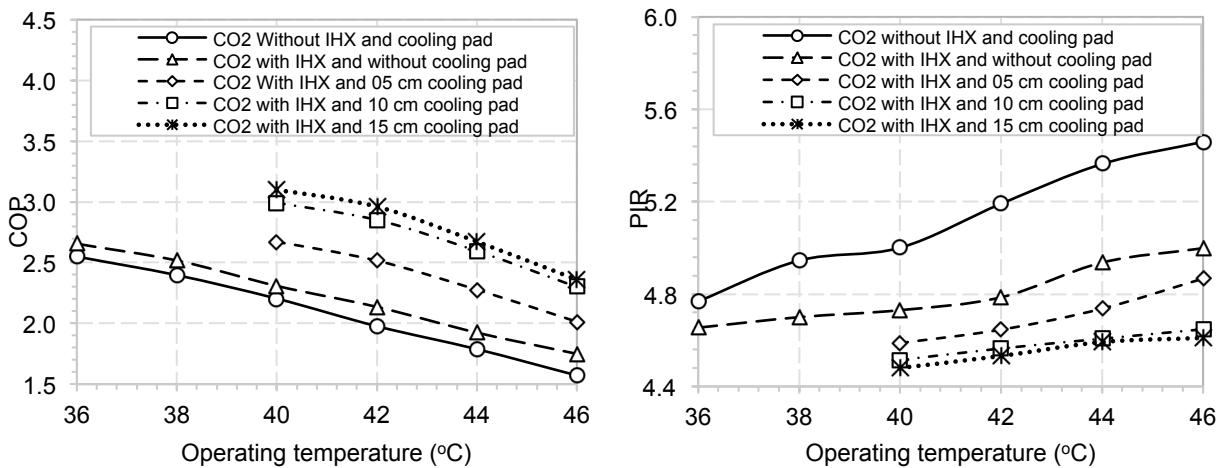 4.5
4.0
3.5
3.0
2.5
2.0
1.5
COP
CO2 Without IHX and cooling pad
CO2 with IHX and without cooling pad
CO2 With IHX and 05 cm cooling pad
CO2 with IHX and 10 cm cooling pad
CO2 with IHX and 15 cm cooling pad
36 38 40 42 44 46
Operating temperature (ºC)
6.0
5.6
5.2
4.8
4.4
PIR
CO2 without IHX and cooling pad
CO2 with IHX and without cooling pad
CO2 with IHX and 05 cm cooling pad
CO2 with IHX and 10 cm cooling pad
CO2 with IHX and 15 cm cooling pad
36 38 40 42 44 46
Operating temperature (ºC)